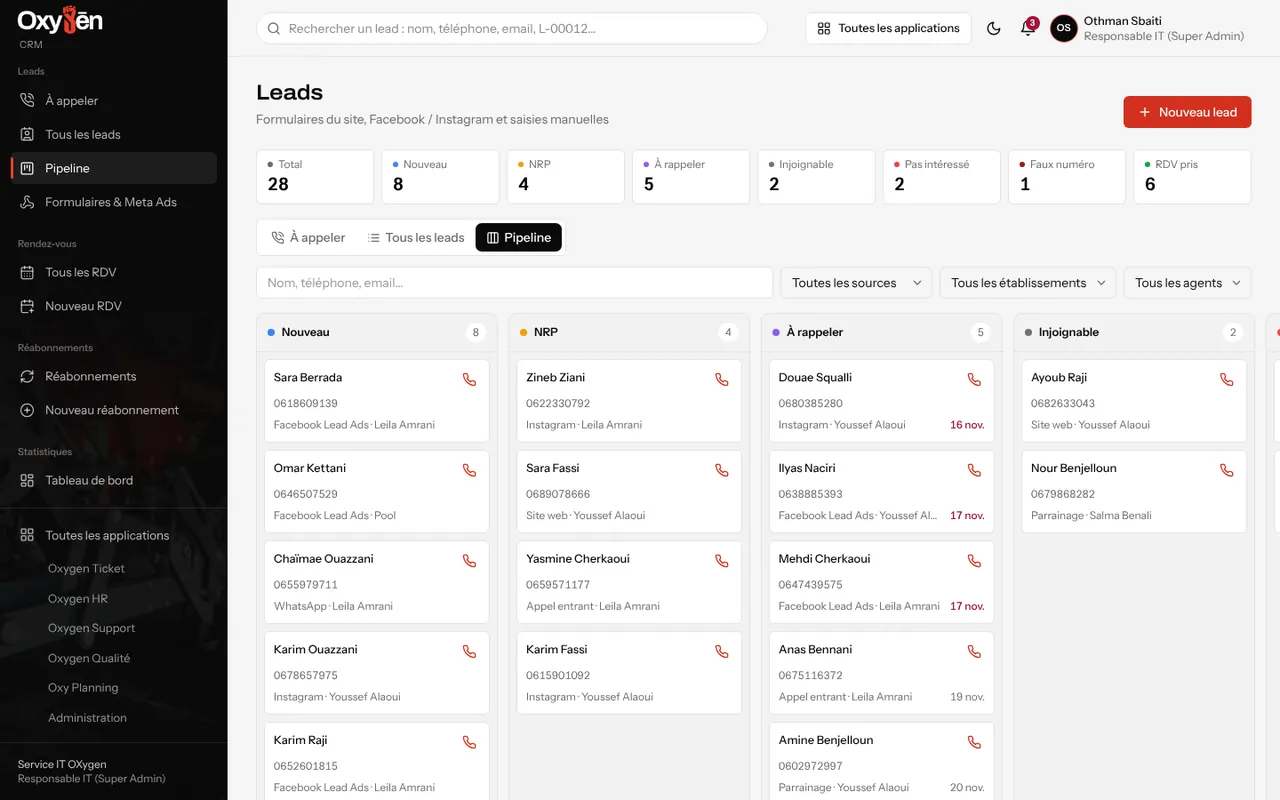 Oxygēn
CRM
Leads
À appeler
Tous les leads
Pipeline
Formulaires & Meta Ads
Rendez-vous
Tous les RDV
Nouveau RDV
Réabonnements
Réabonnements
Nouveau réabonnement
Statistiques
Tableau de bord
Toutes les applications
Oxygen Ticket
Oxygen HR
Oxygen Support
Oxygen Qualité
Oxy Planning
Administration
Service IT OXygen
Responsable IT (Super Admin)
Rechercher un lead : nom, téléphone, email, L-00012...
Toutes les applications
3
OS
Othman Sbaiti
Responsable IT (Super Admin)
Leads
Formulaires du site, Facebook / Instagram et saisies manuelles
Nouveau lead
Total
28
Nouveau
8
NRP
4
À rappeler
5
Injoignable
2
Pas intéressé
2
Faux numéro
1
RDV pris
6
À appeler
Tous les leads
Pipeline
Nom, téléphone, email...
Toutes les sources
Tous les établissements
Tous les agents
Nouveau 8
Sara Berrada
0618609139
Facebook Lead Ads · Leila Amrani
Omar Kettani
0646507529
Facebook Lead Ads · Pool
Chaïmae Ouazzani
0655979711
WhatsApp · Leila Amrani
Karim Ouazzani
0678657975
Instagram · Youssef Alaoui
Karim Raji
0652601815
Facebook Lead Ads · Leila Amrani
NRP 4
Zineb Ziani
0622330792
Instagram · Leila Amrani
Sara Fassi
0689078666
Site web · Youssef Alaoui
Yasmine Cherkaoui
0659571177
Appel entrant · Leila Amrani
Karim Fassi
0615901092
Instagram · Youssef Alaoui
À rappeler 5
Douae Squalli
0680385280
Instagram · Youssef Alaoui 16 nov.
Ilyas Naciri
0638885393
Facebook Lead Ads · Youssef Al... 17 nov.
Mehdi Cherkaoui
0647439575
Facebook Lead Ads · Leila Amrani 17 nov.
Anas Bennani
0675116372
Appel entrant · Leila Amrani 19 nov.
Amine Benjelloun
0602972997
Parrainage · Youssef Alaoui 20 nov.
Injoignable 2
Ayoub Raji
0682633043
Site web · Youssef Alaoui
Nour Benjelloun
0679868282
Parrainage · Salma Benali